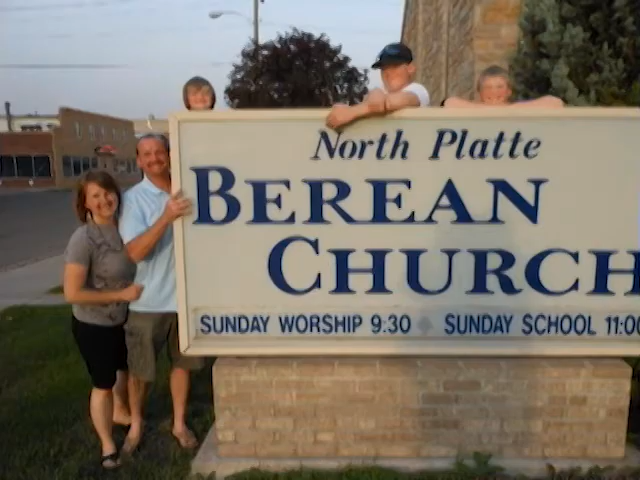 North Platte
BEREAN
CHURCH
SUNDAY WORSHIP 9:30 SUNDAY SCHOOL 11:00